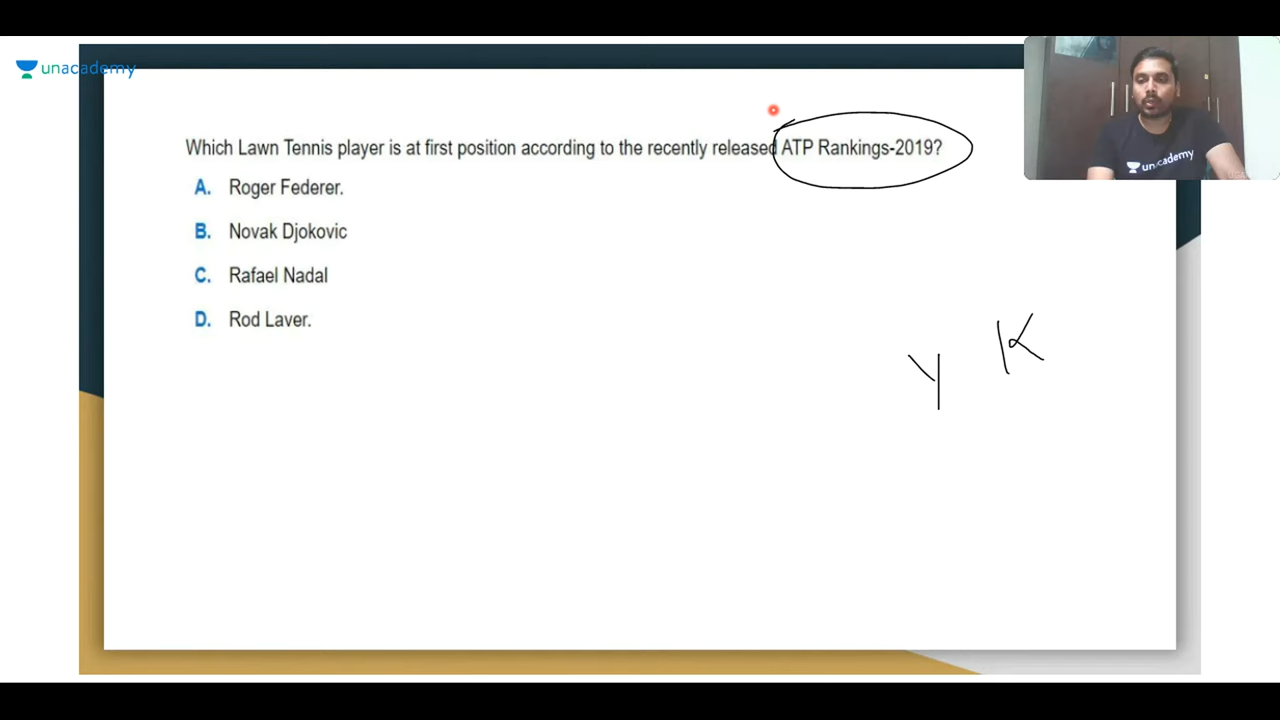 unacademy
Which Lawn Tennis player is at first position according to the recently released ATP Rankings-2019?
A. Roger Federer.
B. Novak Djokovic
C. Rafael Nadal
D. Rod Laver.
Y K
unacademy